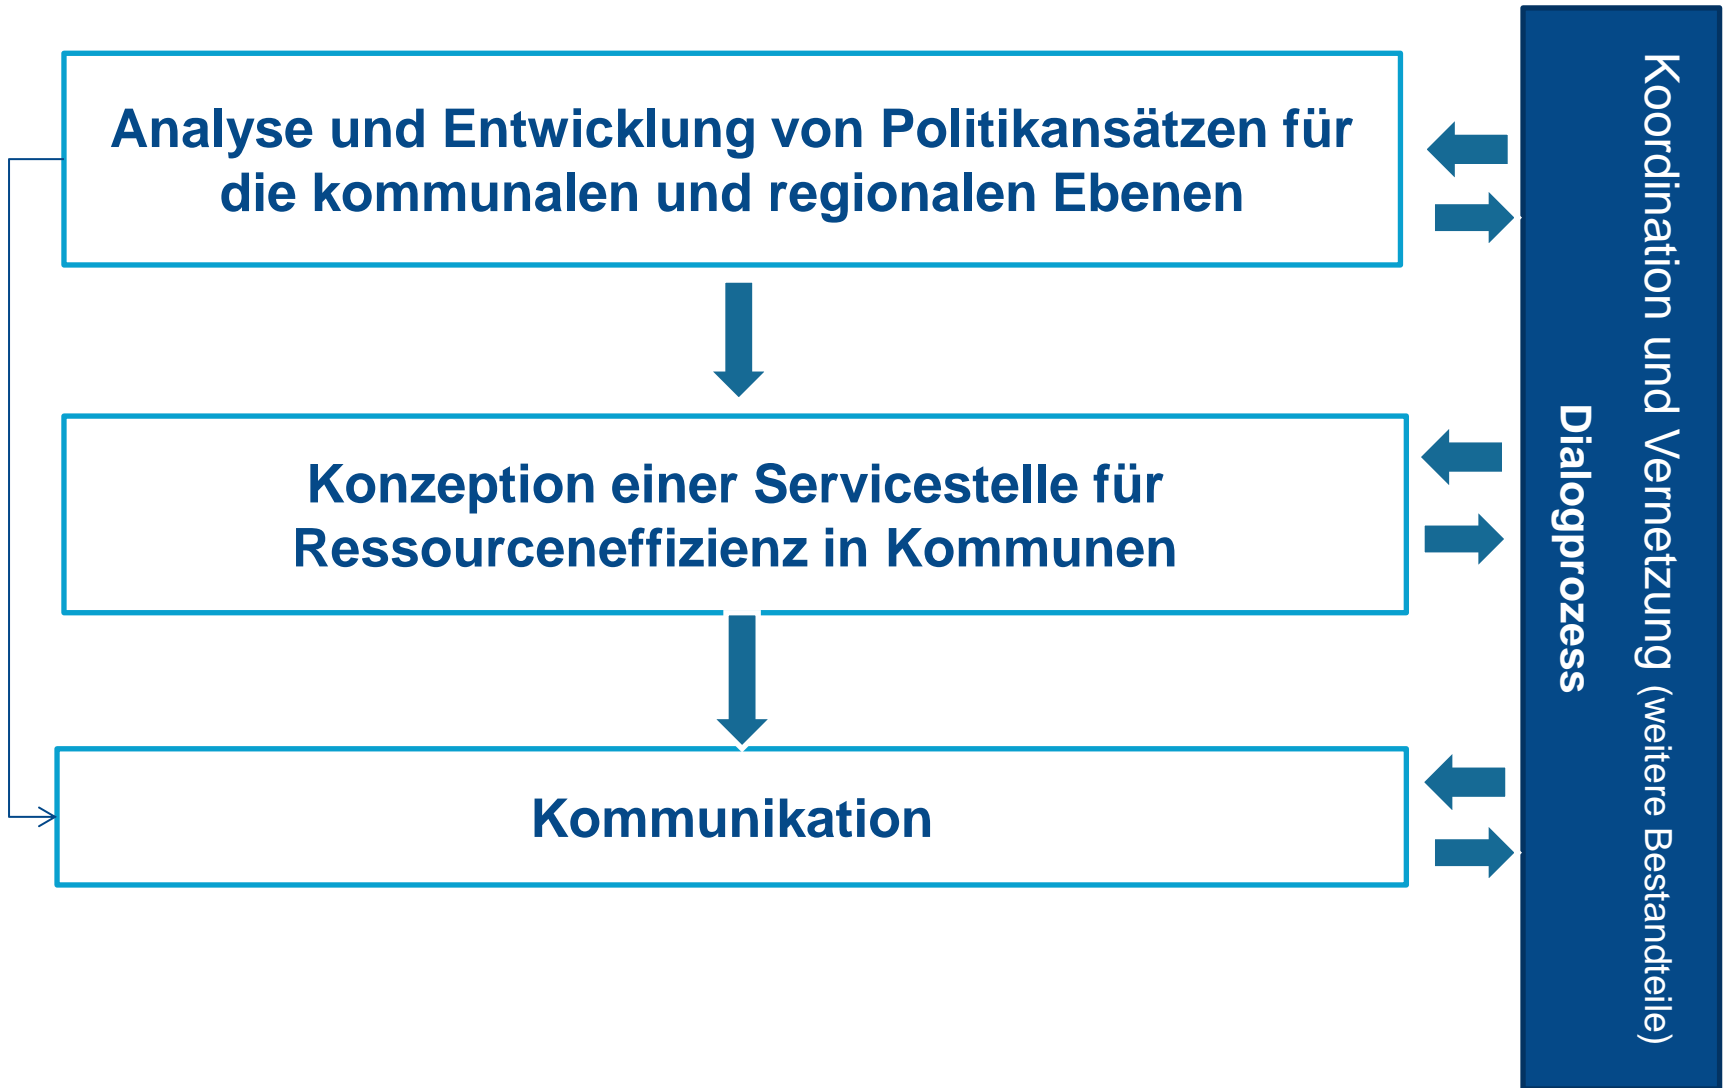 Analyse und Entwicklung von Politikansätzen für
die kommunalen und regionalen Ebenen
Konzeption einer Servicestelle für
Ressourceneffizienz in Kommunen
Kommunikation
Koordination und Vernetzung (weitere Bestandteile)
Dialogprozess